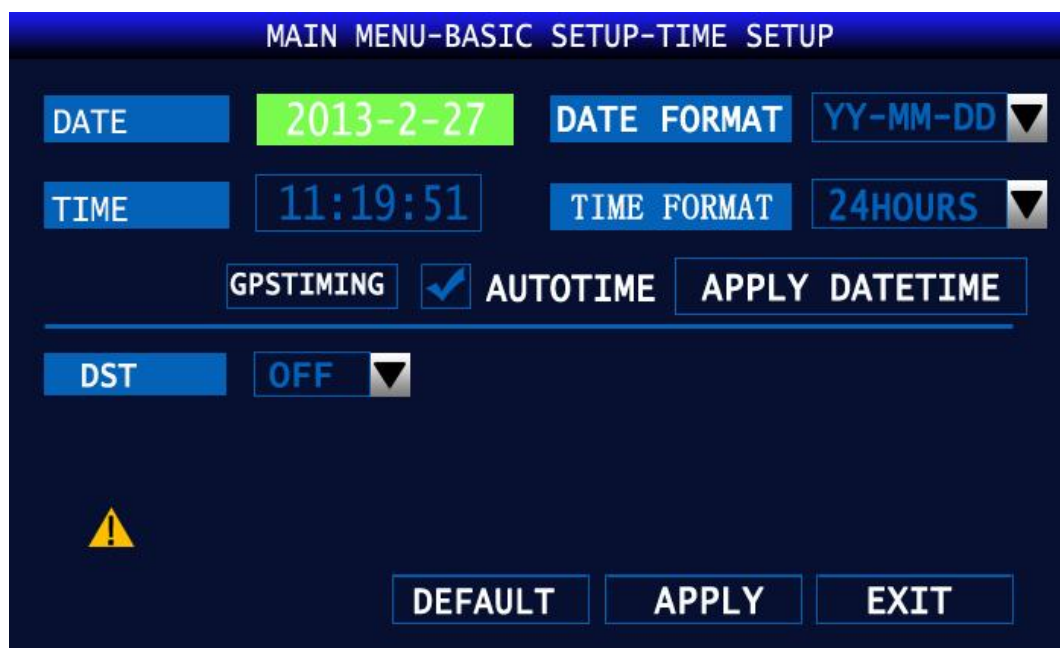 MAIN MENU-BASIC SETUP-TIME SETUP
DATE 2013-2-27 DATE FORMAT YY-MM-DD
TIME 11:19:51 TIME FORMAT 24HOURS
GPSTIMING AUTOTIME APPLY DATETIME
DST OFF
DEFAULT APPLY EXIT